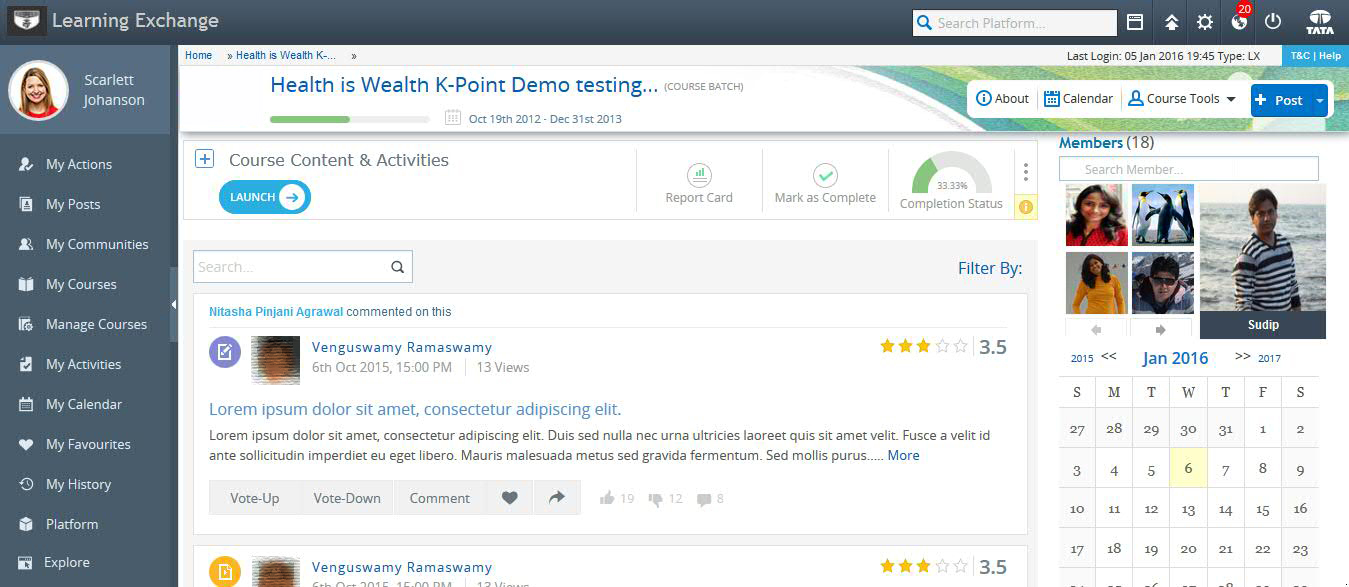 Learning Exchange
Search Platform...
20
TATA
Scarlett
Johanson
My Actions
My Posts
My Communities
My Courses
Manage Courses
My Activities
My Calendar
My Favourites
My History
Platform
Explore
Home » Health is Wealth K-... »
Last Login: 05 Jan 2016 19:45 Type: LX
T&C | Help
Health is Wealth K-Point Demo testing... (COURSE BATCH)
Oct 19th 2012 - Dec 31st 2013
About
Calendar
Course Tools
+ Post
Course Content & Activities
LAUNCH
Report Card
Mark as Complete
33.33%
Completion Status
Search...
Filter By:
Nitasha Pinjani Agrawal commented on this
Venguswamy Ramaswamy
6th Oct 2015, 15:00 PM | 13 Views
3.5
Lorem ipsum dolor sit amet, consectetur adipiscing elit.
Lorem ipsum dolor sit amet, consectetur adipiscing elit. Duis sed nulla nec urna ultricies laoreet quis sit amet velit. Fusce a velit id
ante sollicitudin imperdiet eu eget libero. Mauris malesuada metus sed gravida fermentum. Sed mollis purus..... More
Vote-Up
Vote-Down
Comment
19
12
8
Venguswamy Ramaswamy
6th Oct 2015, 15:00 PM | 13 Views
3.5
Members (18)
Search Member...
Sudip
2015 << Jan 2016 >> 2017
S M T W T F S
27 28 29 30 31 1 2
3 4 5 6 7 8 9
10 11 12 13 14 15 16
17 18 19 20 21 22 23